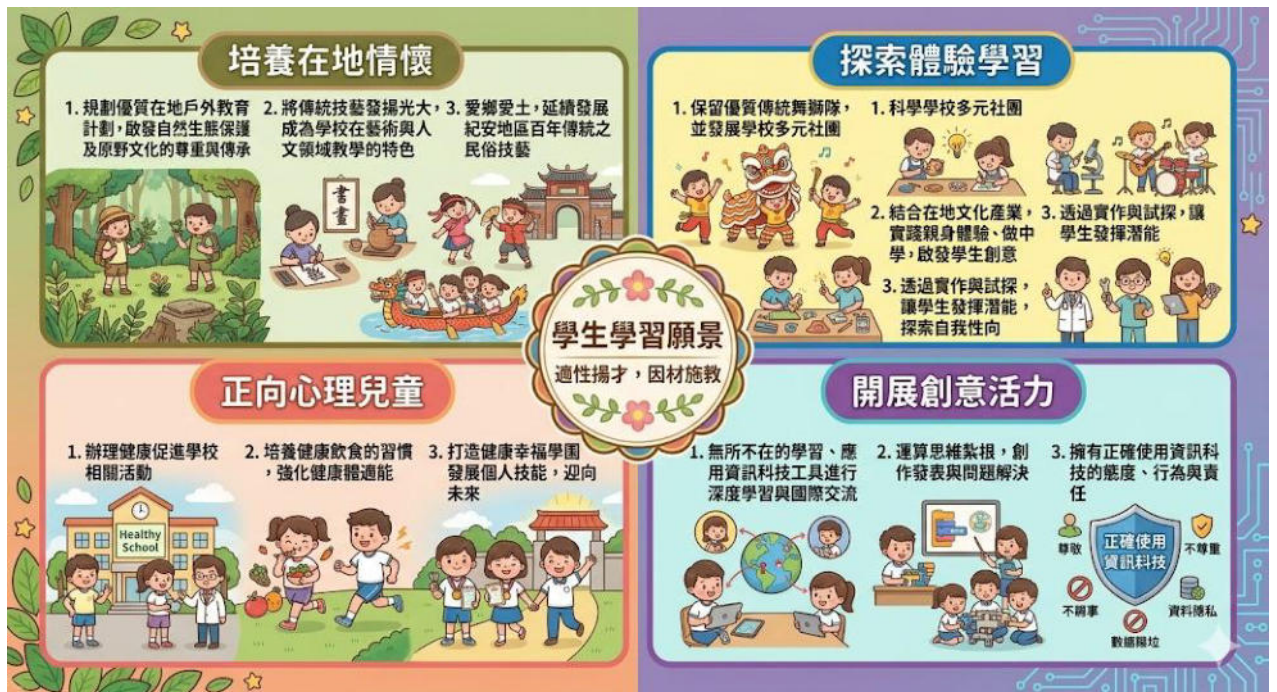 培養在地情懷
1. 規劃優質在地戶外教育
計劃，啟發自然生態保護
及原野文化的尊重與傳承
2. 將傳統技藝發揚光大，
成為學校在藝術與人
文領域教學的特色
3. 愛鄉愛土，延續發展
紀安地區百年傳統之
民俗技藝
書畫
探索體驗學習
1. 保留優質傳統舞獅隊，
並發展學校多元社團
1. 科學學校多元社團
2. 結合在地文化產業，
實踐親身體驗、做中
學，啟發學生創意
3. 透過實作與試探，讓
學生發揮潛能
3. 透過實作與試探，
讓學生發揮潛能，
探索自我性向
學生學習願景
適性揚才，因材施教
正向心理兒童
1. 辦理健康促進學校
相關活動
2. 培養健康飲食的習慣
，強化健康體適能
3. 打造健康幸福學園
發展個人技能，迎向
未來
Healthy
School
開展創意活力
1. 無所不在的學習、應
用資訊科技工具進行
深度學習與國際交流
2. 運算思維紮根，創
作發表與問題解決
3. 擁有正確使用資訊科
技的態度、行為與責
任
正確使用
資訊科技
尊敬
不尊重
資料隱私